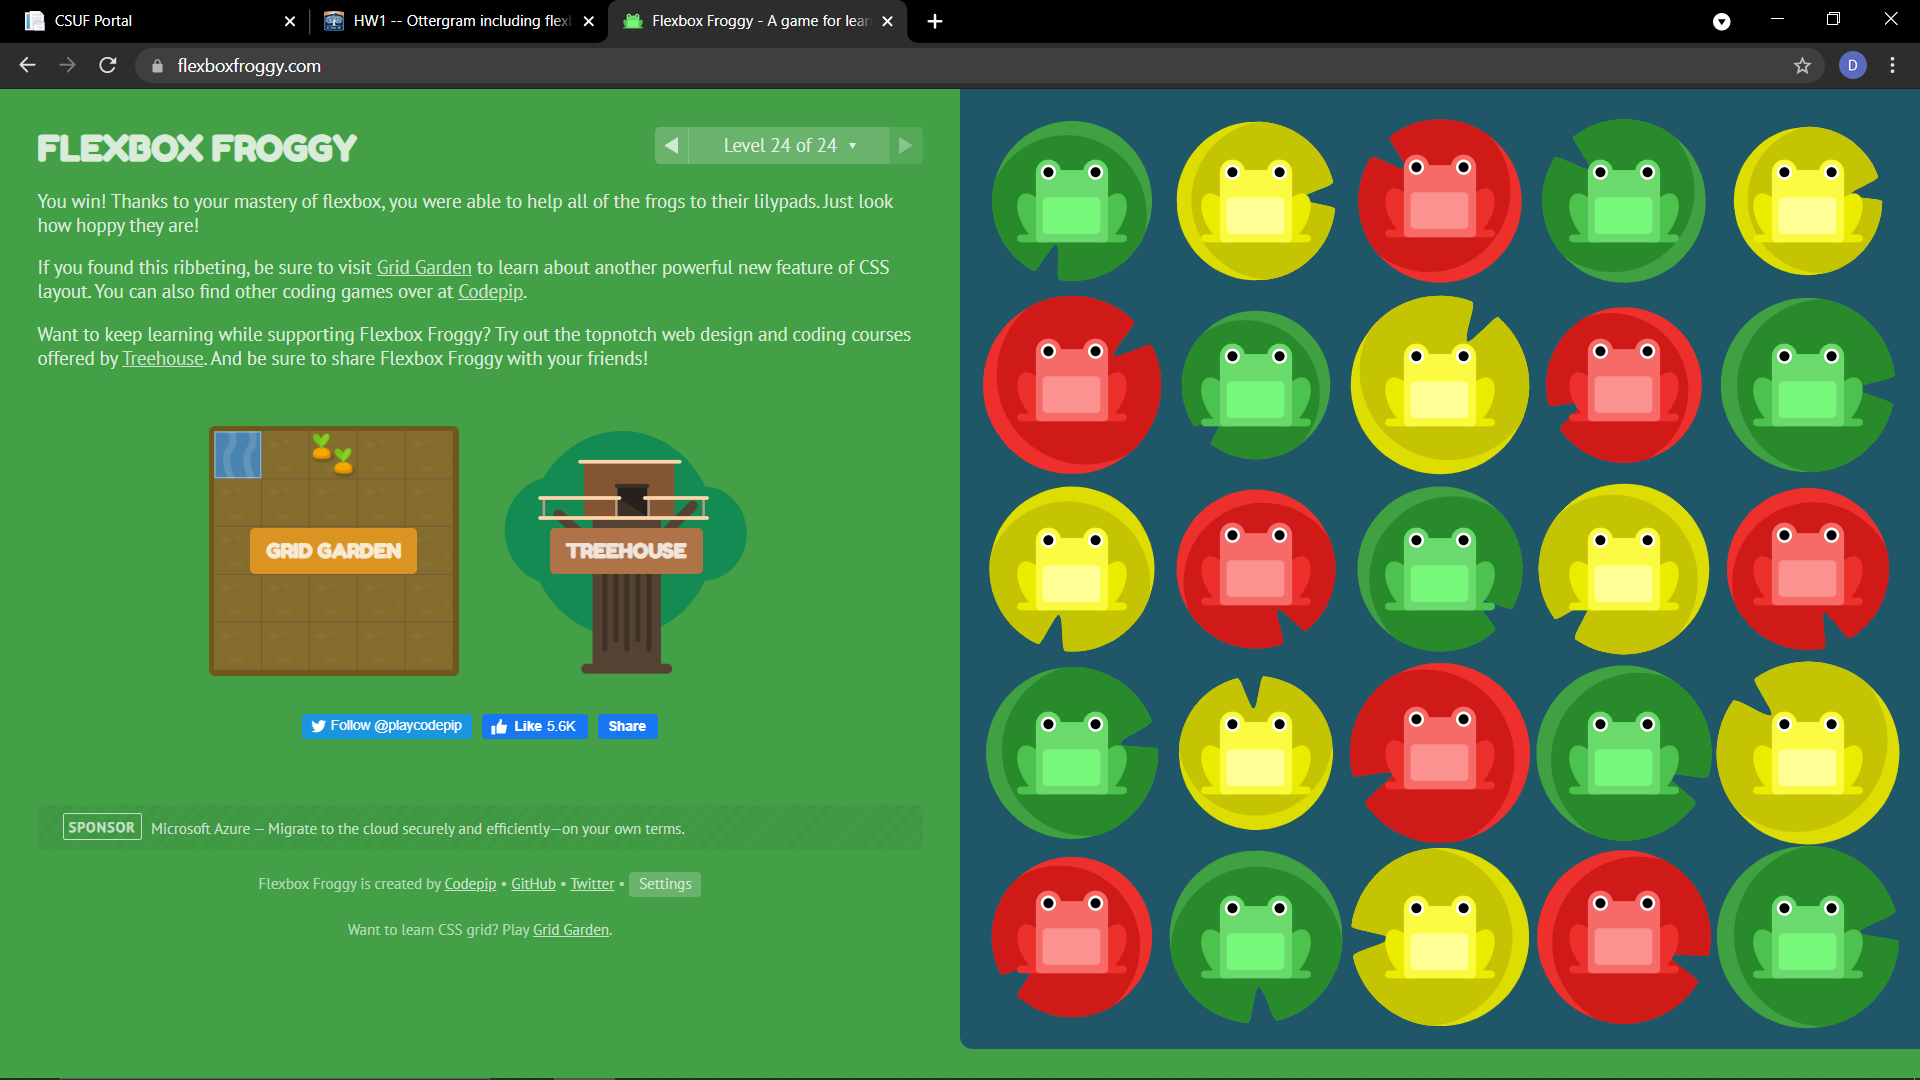 CSUF Portal
HW1 -- Ottergram including flex
Flexbox Froggy - A game for lear
flexboxfroggy.com
D
FLEXBOX FROGGY
Level 24 of 24
You win! Thanks to your mastery of flexbox, you were able to help all of the frogs to their lilypads. Just look
how hoppy they are!
If you found this ribbeting, be sure to visit Grid Garden to learn about another powerful new feature of CSS
layout. You can also find other coding games over at Codepip.
Want to keep learning while supporting Flexbox Froggy? Try out the topnotch web design and coding courses
offered by Treehouse. And be sure to share Flexbox Froggy with your friends!
GRID GARDEN
TREEHOUSE
Follow @playcodepip
Like 5.6K
Share
SPONSOR Microsoft Azure — Migrate to the cloud securely and efficiently—on your own terms.
Flexbox Froggy is created by Codepip • GitHub • Twitter • Settings
Want to learn CSS grid? Play Grid Garden.